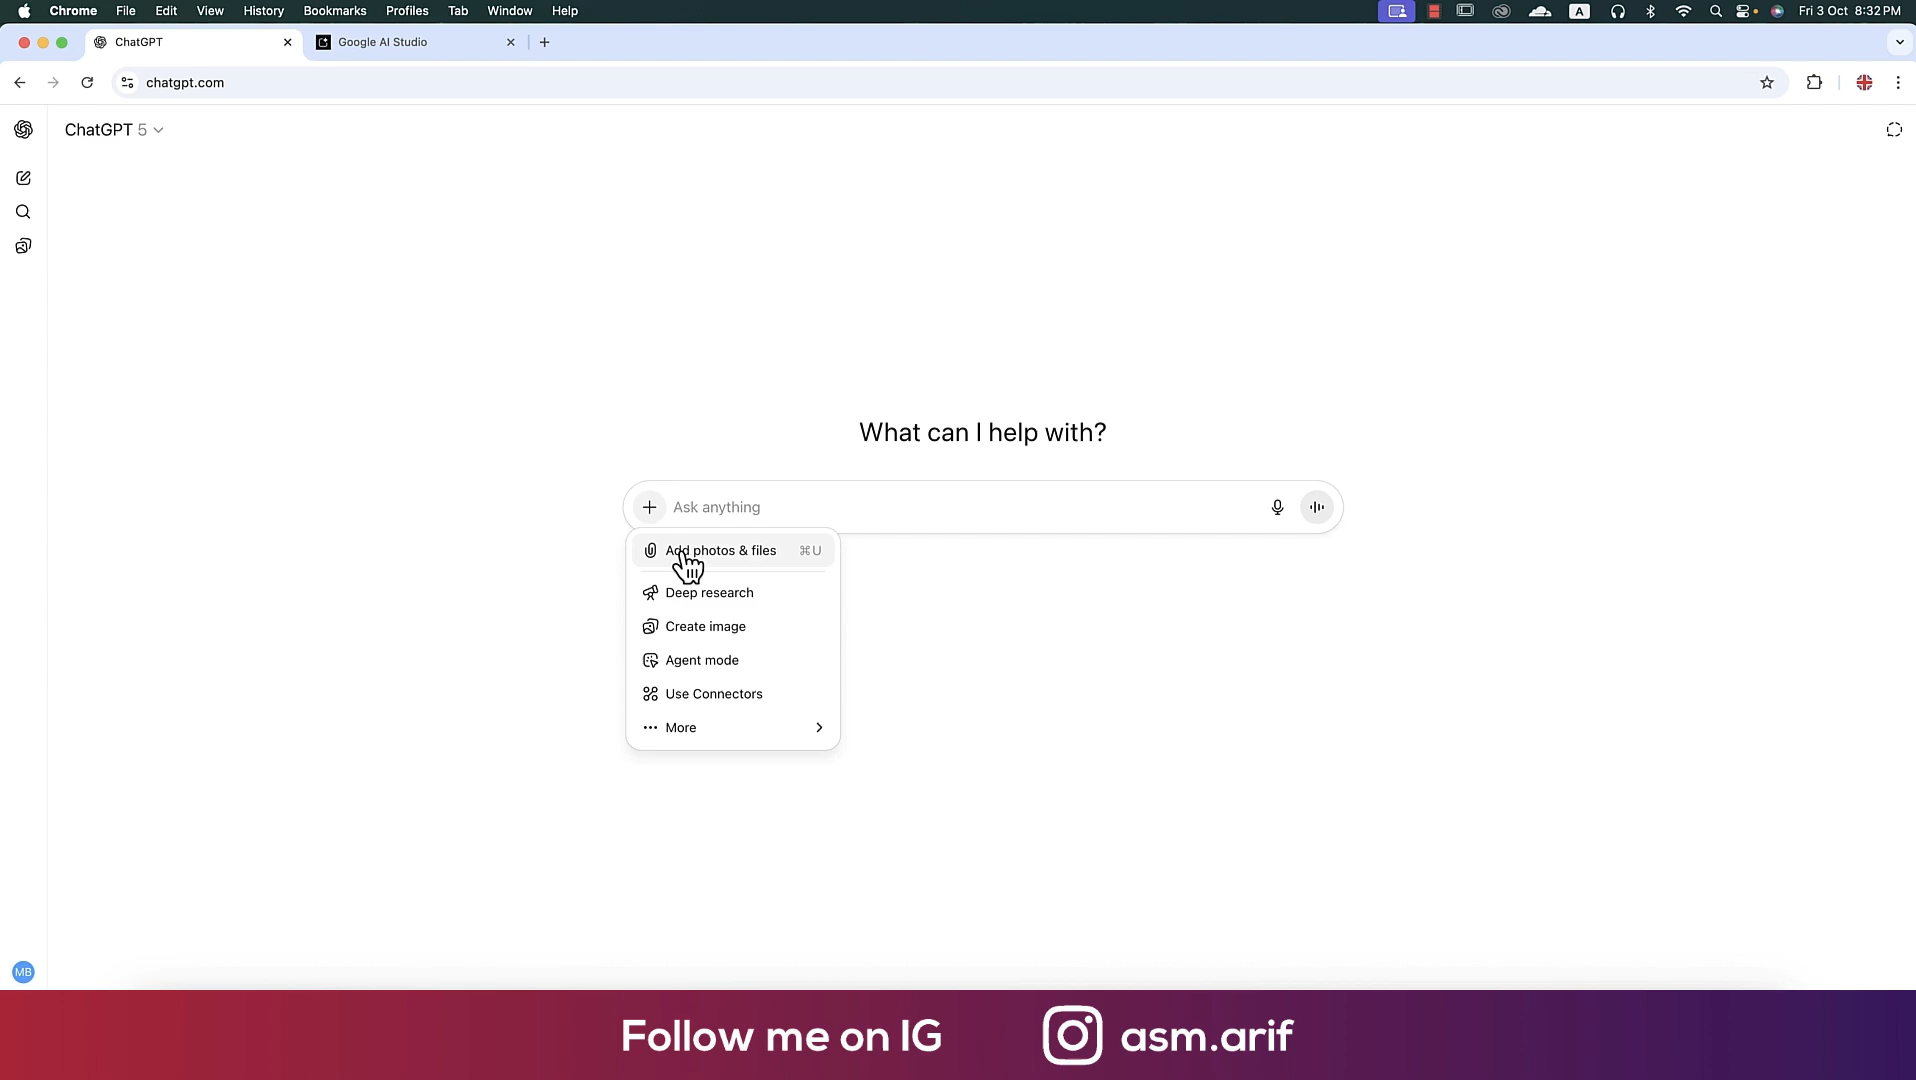 Chrome File Edit View History Bookmarks Profiles Tab Window Help A Fri 3 Oct 8:32 PM
ChatGPT Google AI Studio
chatgpt.com
ChatGPT 5
What can I help with?
Ask anything
Add photos & files ⌘U
Deep research
Create image
Agent mode
Use Connectors
More
MB
Follow me on IG asm.arif